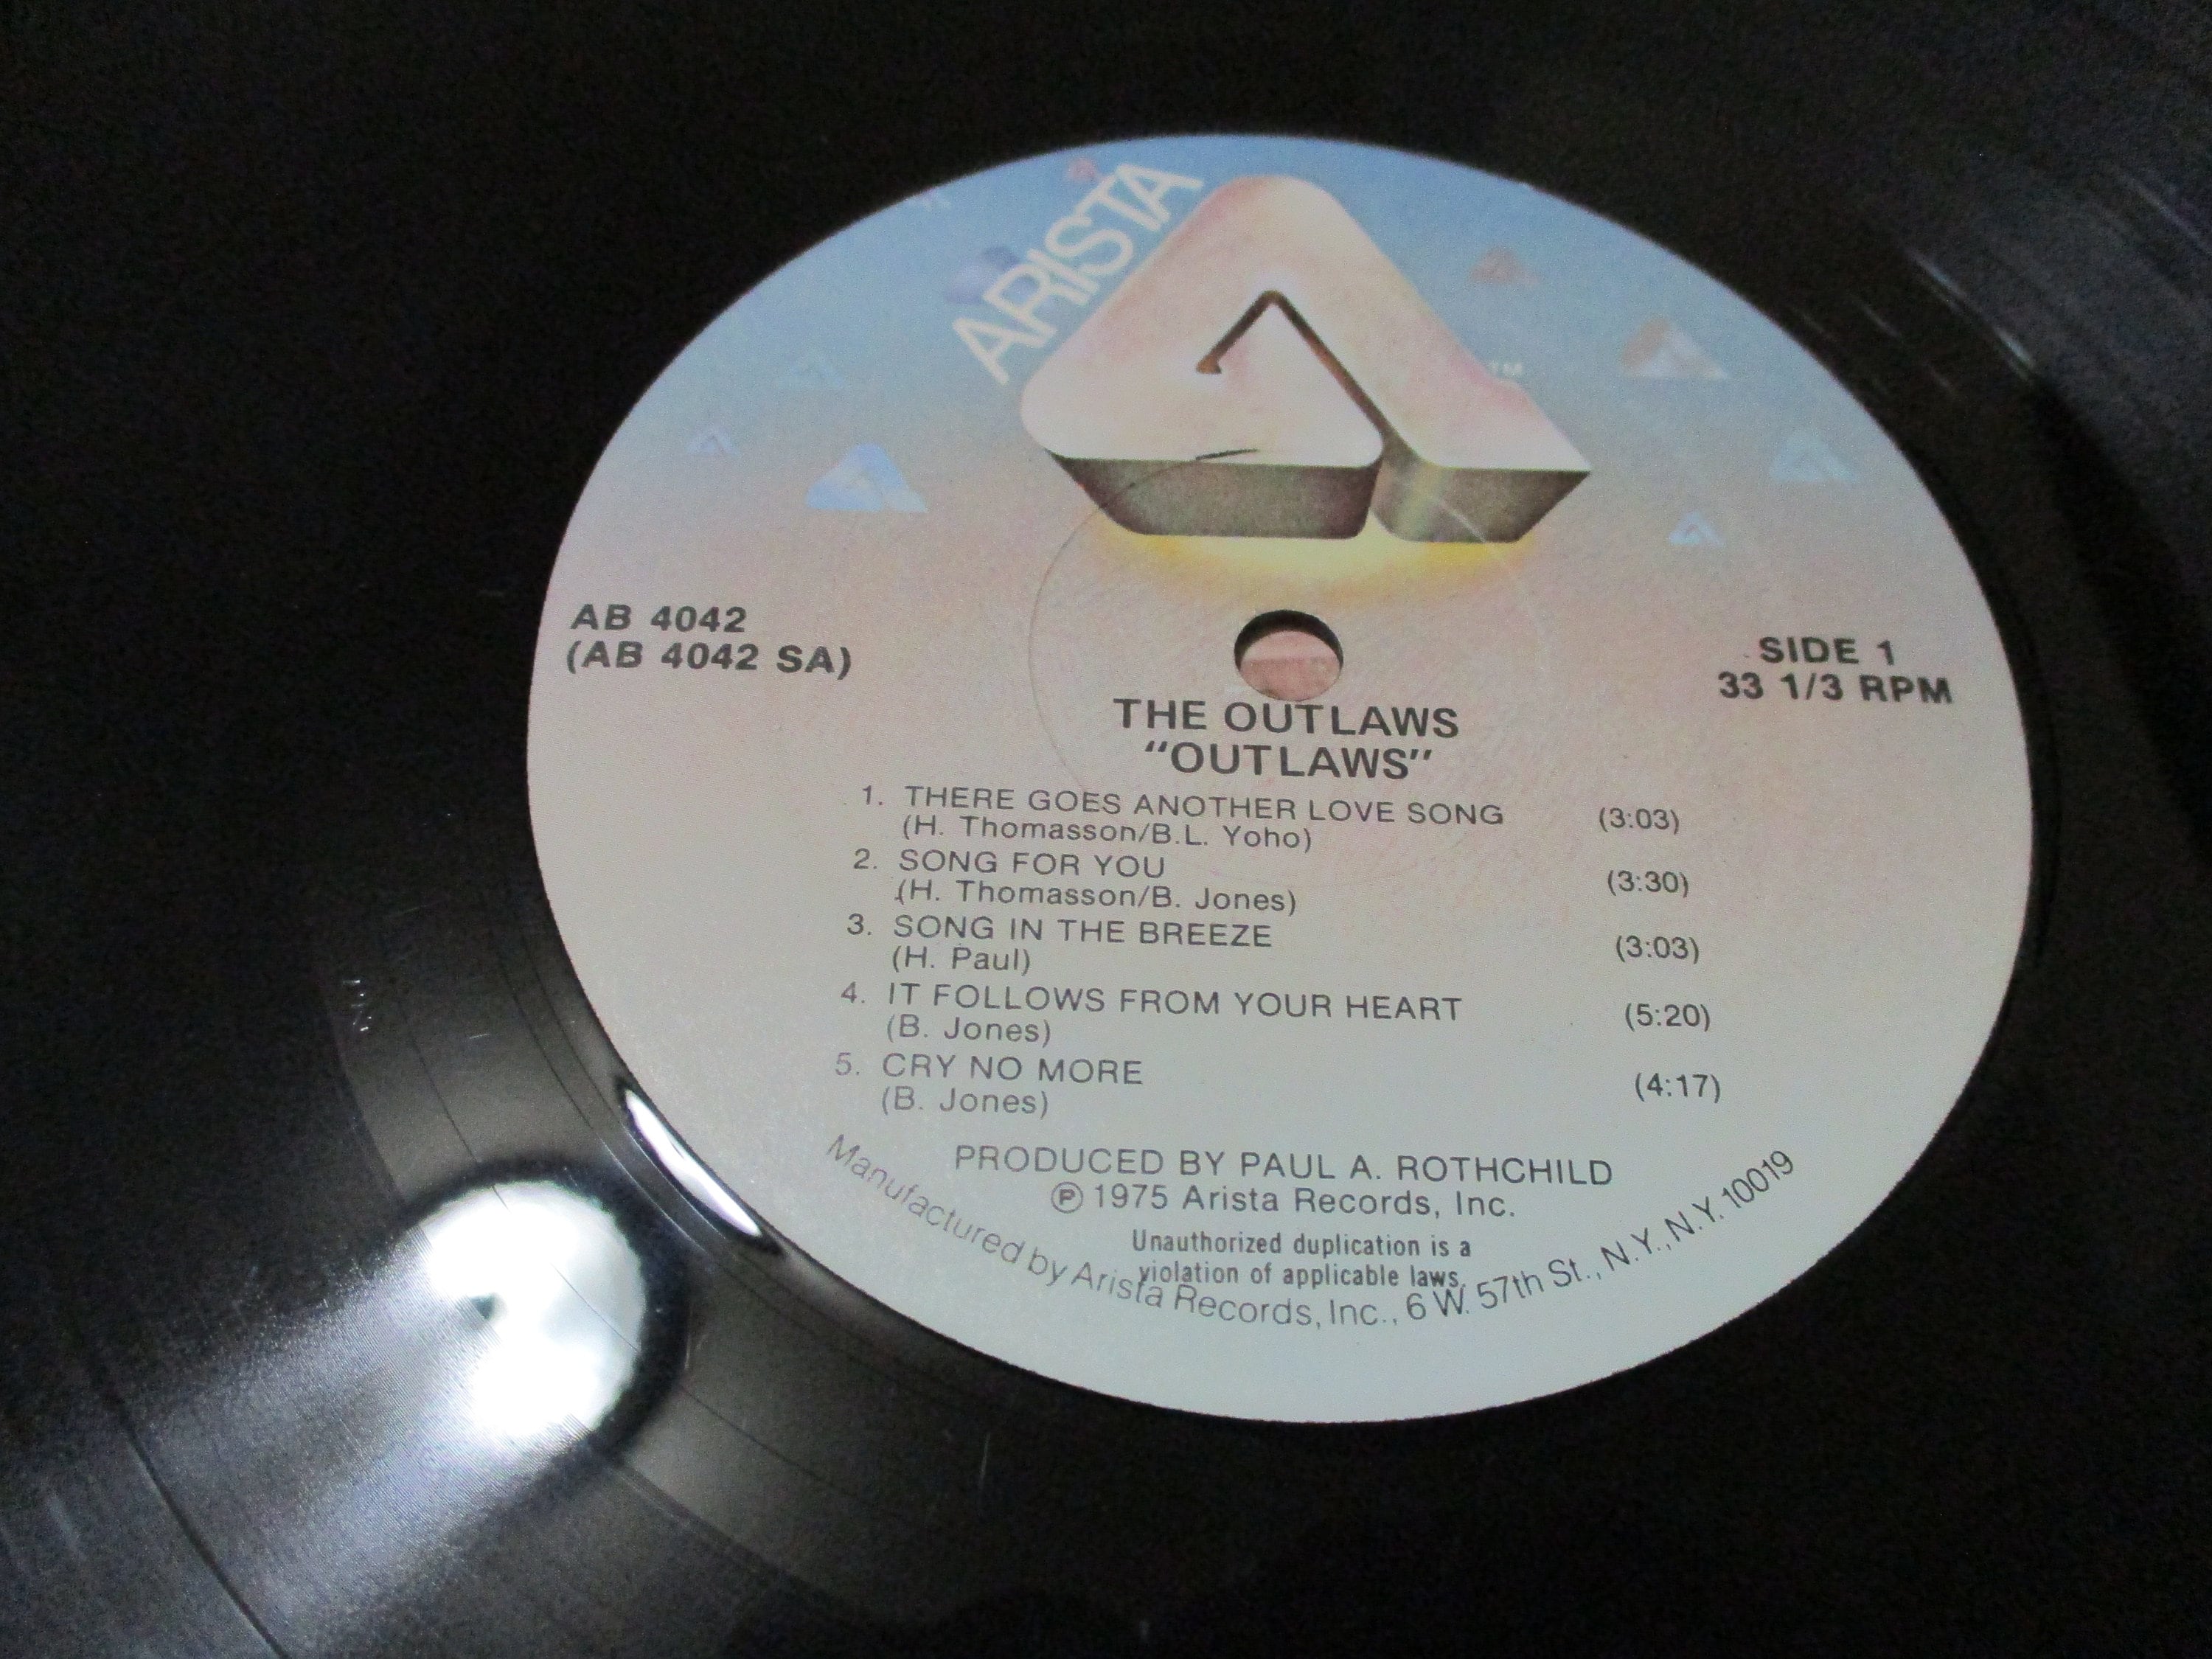 ARISTA
TM
AB 4042
(AB 4042 SA)
SIDE 1
33 1/3 RPM
THE OUTLAWS
"OUTLAWS"
1. THERE GOES ANOTHER LOVE SONG (3:03)
(H. Thomasson/B.L. Yoho)
2. SONG FOR YOU (3:30)
(H. Thomasson/B. Jones)
3. SONG IN THE BREEZE (3:03)
(H. Paul)
4. IT FOLLOWS FROM YOUR HEART (5:20)
(B. Jones)
5. CRY NO MORE (4:17)
(B. Jones)
PRODUCED BY PAUL A. ROTHCHILD
℗ 1975 Arista Records, Inc.
Unauthorized duplication is a
violation of applicable laws.
Manufactured by Arista Records, Inc., 6 W. 57th St., N.Y., N.Y. 10019